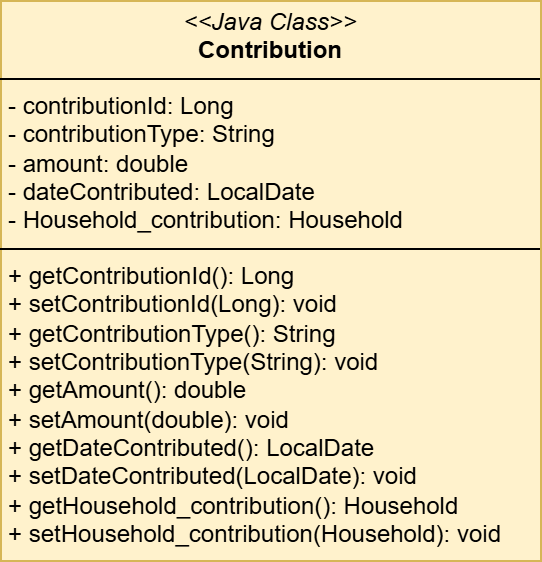 <<Java Class>>
Contribution
- contributionId: Long
- contributionType: String
- amount: double
- dateContributed: LocalDate
- Household_contribution: Household
+ getContributionId(): Long
+ setContributionId(Long): void
+ getContributionType(): String
+ setContributionType(String): void
+ getAmount(): double
+ setAmount(double): void
+ getDateContributed(): LocalDate
+ setDateContributed(LocalDate): void
+ getHousehold_contribution(): Household
+ setHousehold_contribution(Household): void